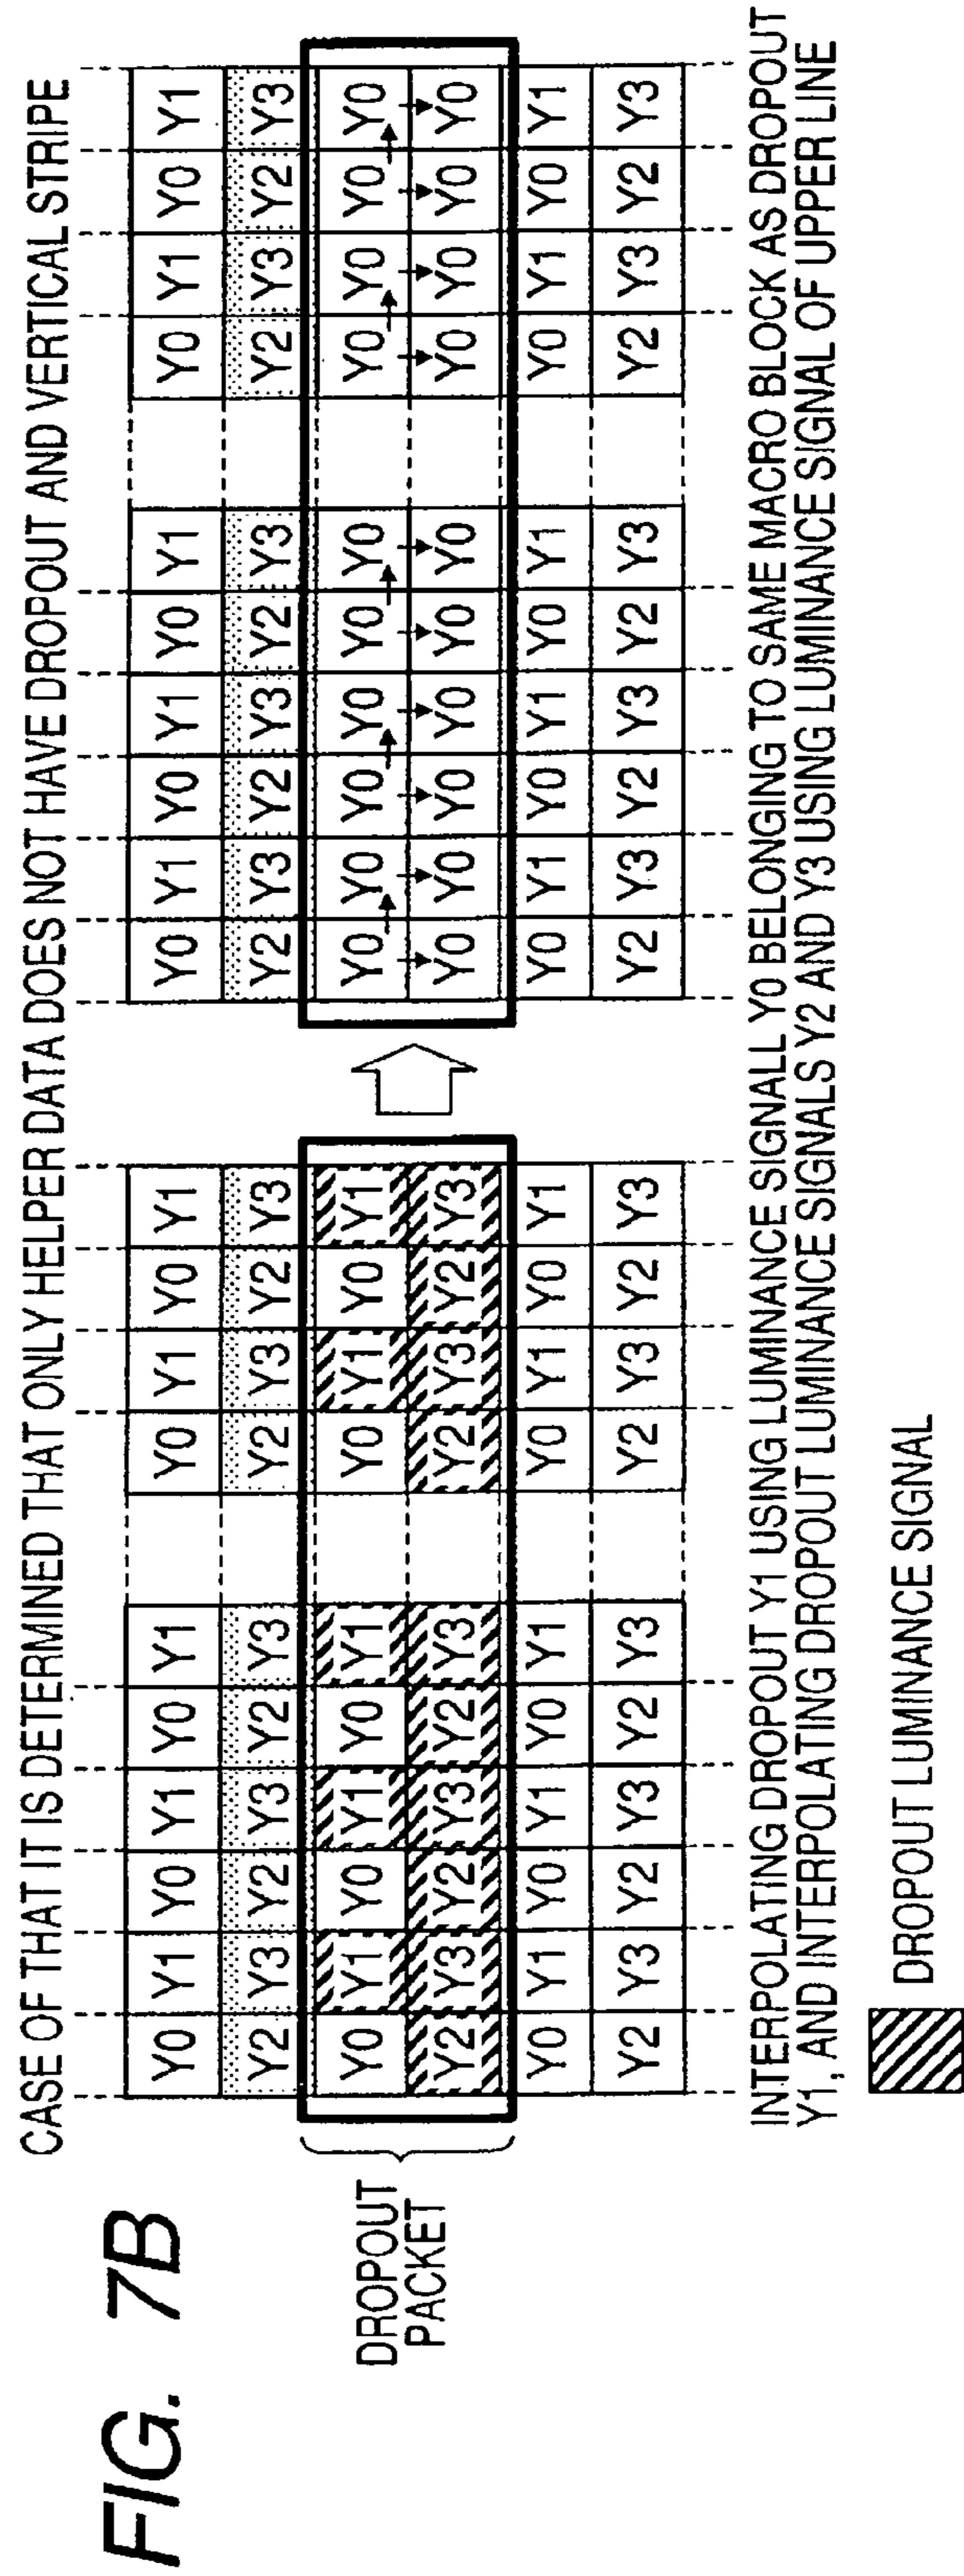 FIG. 7B
CASE OF THAT IT IS DETERMINED THAT ONLY HELPER DATA DOES NOT HAVE DROPOUT AND VERTICAL STRIPE
Y0 Y1 Y0 Y1 Y0 Y1 Y0 Y1 Y0 Y1 Y0 Y1 Y0 Y1 Y0 Y1 Y0 Y1 Y0 Y1
Y2 Y3 Y2 Y3 Y2 Y3 Y2 Y3 Y2 Y3 Y2 Y3 Y2 Y3 Y2 Y3 Y2 Y3 Y2 Y3
DROPOUT
PACKET
Y0 Y1 Y0 Y1 Y0 Y1 Y0 Y1 Y0 Y1 Y0 Y0 Y0 Y0 Y0 Y0 Y0 Y0 Y0 Y0
Y2 Y3 Y2 Y3 Y2 Y3 Y2 Y3 Y2 Y3 Y0 Y0 Y0 Y0 Y0 Y0 Y0 Y0 Y0 Y0
Y0 Y1 Y0 Y1 Y0 Y1 Y0 Y1 Y0 Y1 Y0 Y1 Y0 Y1 Y0 Y1 Y0 Y1 Y0 Y1
Y2 Y3 Y2 Y3 Y2 Y3 Y2 Y3 Y2 Y3 Y2 Y3 Y2 Y3 Y2 Y3 Y2 Y3 Y2 Y3
INTERPOLATING DROPOUT Y1 USING LUMINANCE SIGNALL Y0 BELONGING TO SAME MACRO BLOCK AS DROPOUT
Y1, AND INTERPOLATING DROPOUT LUMINANCE SIGNALS Y2 AND Y3 USING LUMINANCE SIGNAL OF UPPER LINE
DROPOUT LUMINANCE SIGNAL